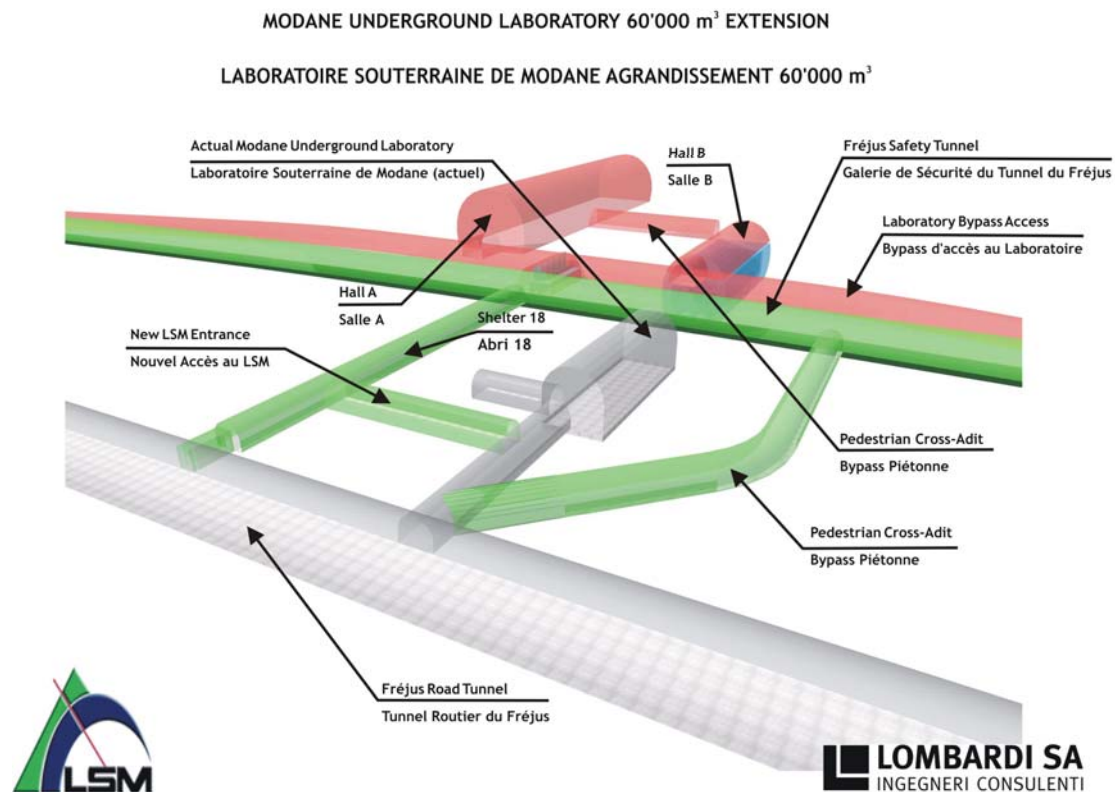 MODANE UNDERGROUND LABORATORY 60'000 m³ EXTENSION
LABORATOIRE SOUTERRAINE DE MODANE AGRANDISSEMENT 60'000 m³
Actual Modane Underground Laboratory
Laboratoire Souterraine de Modane (actuel)
Hall B
Salle B
Fréjus Safety Tunnel
Galerie de Sécurité du Tunnel du Fréjus
Laboratory Bypass Access
Bypass d'accès au Laboratoire
Hall A
Salle A
Shelter 18
Abri 18
New LSM Entrance
Nouvel Accès au LSM
Pedestrian Cross-Adit
Bypass Piétonne
Pedestrian Cross-Adit
Bypass Piétonne
Fréjus Road Tunnel
Tunnel Routier du Fréjus
LSM
LOMBARDI SA
INGEGNERI CONSULENTI